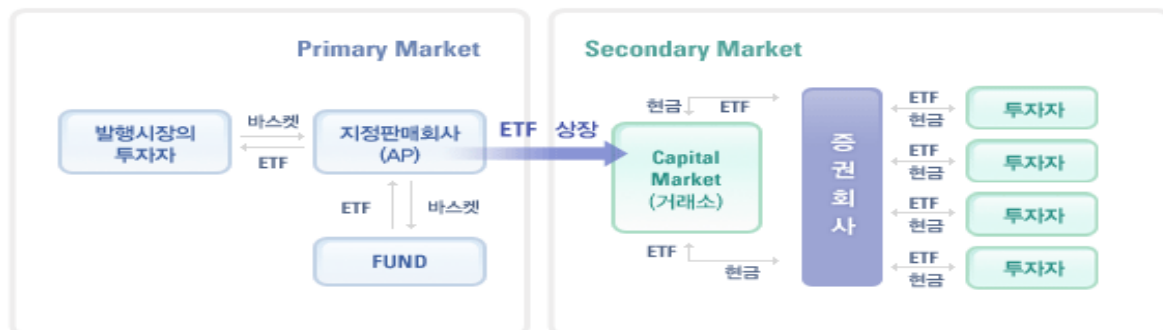 Primary Market
발행시장의
투자자
바스켓
ETF
지정판매회사
(AP)
ETF
바스켓
FUND
ETF 상장
Secondary Market
현금
ETF
Capital
Market
(거래소)
ETF
현금
증
권
회
사
ETF
현금
투자자
ETF
현금
투자자
ETF
현금
투자자
ETF
현금
투자자